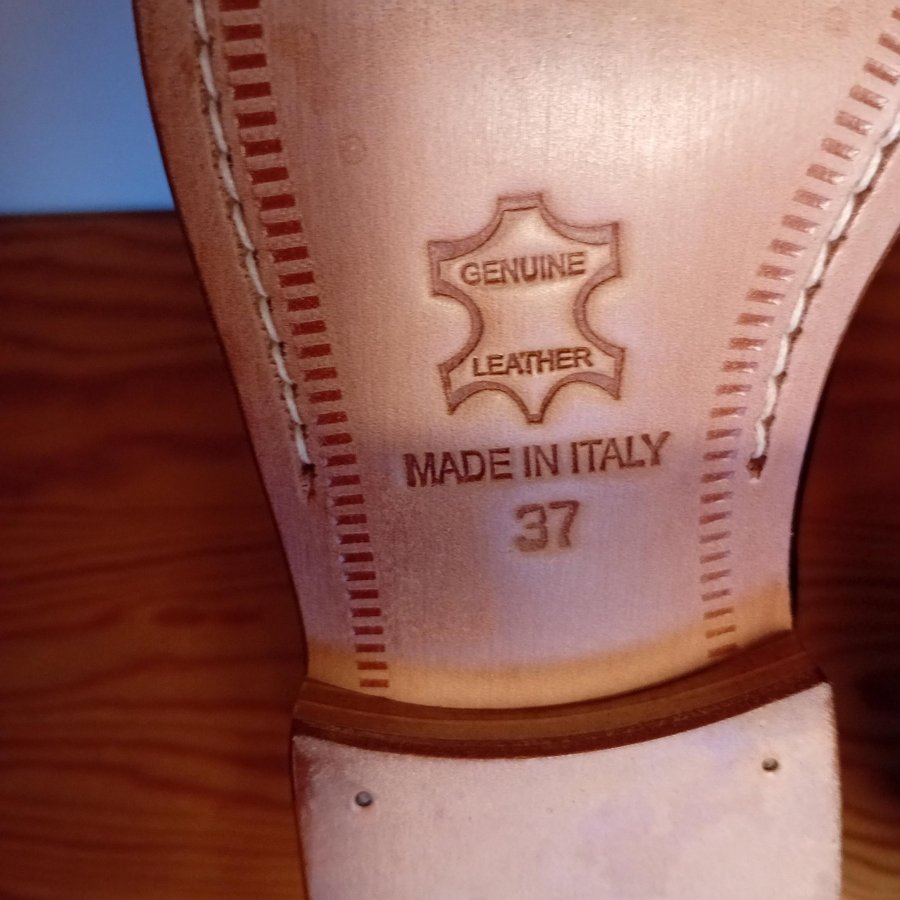 GENUINE
LEATHER
MADE IN ITALY
37